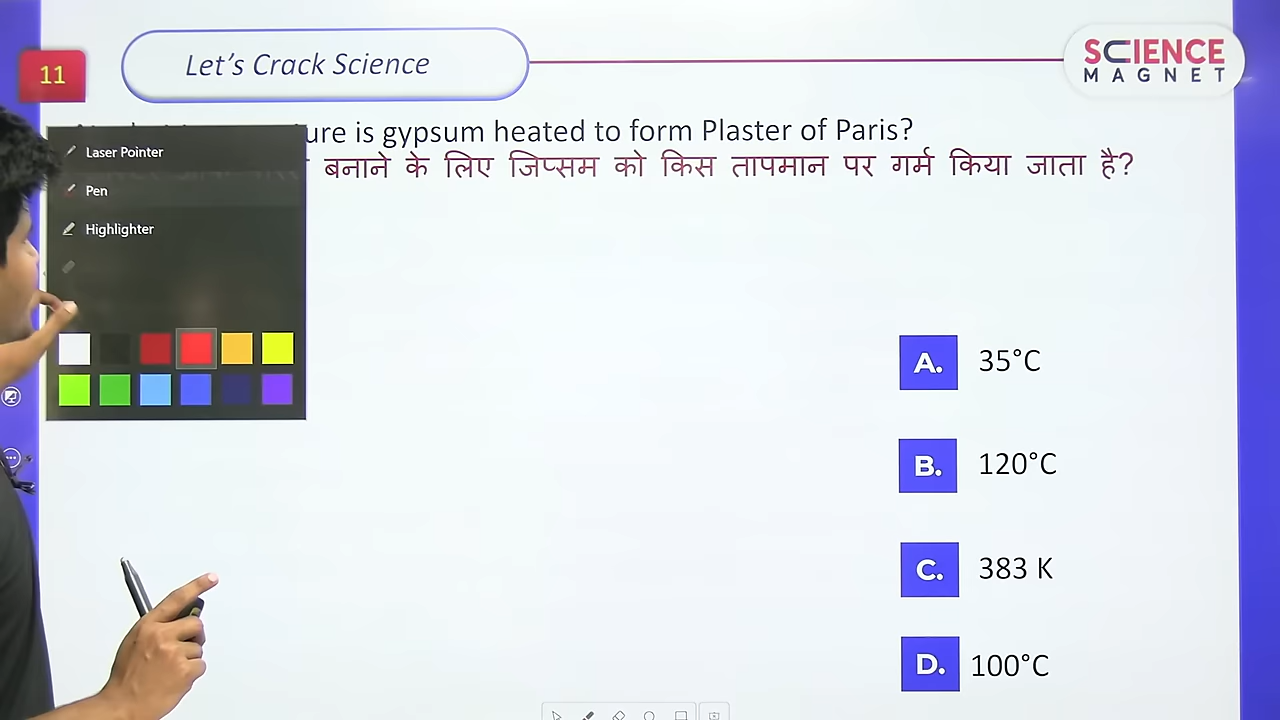 11
Let's Crack Science
SCIENCE
MAGNET
is gypsum heated to form Plaster of Paris?
बनाने के लिए जिप्सम को किस तापमान पर गर्म किया जाता है?
Laser Pointer
Pen
Highlighter
A. 35°C
B. 120°C
C. 383 K
D. 100°C